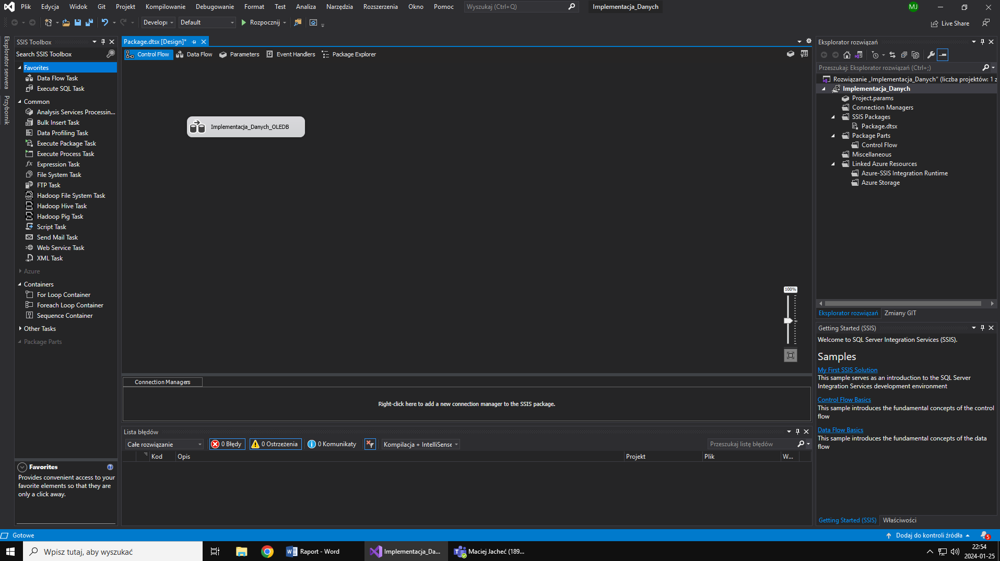 Plik Edycja Widok Git Projekt Kompilowanie Debugowanie Format Test Analiza Narzędzia Rozszerzenia Okno Pomoc Wyszukaj (Ctrl+Q) Implementacja_Danych MJ
Developi Default Rozpocznij Live Share
Eksplorator serwera
Przybornik
SSIS Toolbox
Search SSIS Toolbox
Favorites
Data Flow Task
Execute SQL Task
Common
Analysis Services Processin...
Bulk Insert Task
Data Profiling Task
Execute Package Task
Execute Process Task
Expression Task
File System Task
FTP Task
Hadoop File System Task
Hadoop Hive Task
Hadoop Pig Task
Script Task
Send Mail Task
Web Service Task
XML Task
Azure
Containers
For Loop Container
Foreach Loop Container
Sequence Container
Other Tasks
Package Parts
Favorites
Provides convenient access to your
favorite elements so that they are
only a click away.
Package.dtsx [Design]*
Control Flow Data Flow Parameters Event Handlers Package Explorer
Implementacja_Danych_OLEDB
100%
Connection Managers
Right-click here to add a new connection manager to the SSIS package.
Lista błędów
Całe rozwiązanie 0 Błędy 0 Ostrzeżenia 0 Komunikaty Kompilacja + IntelliSense Przeszukaj listę błędów
Kod Opis Projekt Plik W...
Eksplorator rozwiązań
Przeszukaj: Eksplorator rozwiązań (Ctrl+;)
Rozwiązanie „Implementacja_Danych” (liczba projektów: 1 z
Implementacja_Danych
Project.params
Connection Managers
SSIS Packages
Package.dtsx
Package Parts
Control Flow
Miscellaneous
Linked Azure Resources
Azure-SSIS Integration Runtime
Azure Storage
Eksplorator rozwiązań Zmiany GIT
Getting Started (SSIS)
Welcome to SQL Server Integration Services (SSIS).
Samples
My First SSIS Solution
This sample serves as an introduction to the SQL Server
Integration Services development environment
Control Flow Basics
This sample introduces the fundamental concepts of the control
flow
Data Flow Basics
This sample introduces the fundamental concepts of the data
flow
Getting Started (SSIS) Właściwości
Gotowe Dodaj do kontroli źródła 5
Wpisz tutaj, aby wyszukać Raport - Word Implementacja_Da... Maciej Jacheć (189... 22:54
2024-01-25